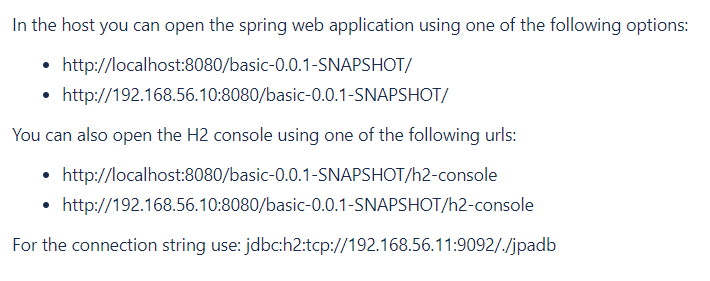 In the host you can open the spring web application using one of the following options:
• http://localhost:8080/basic-0.0.1-SNAPSHOT/
• http://192.168.56.10:8080/basic-0.0.1-SNAPSHOT/
You can also open the H2 console using one of the following urls:
• http://localhost:8080/basic-0.0.1-SNAPSHOT/h2-console
• http://192.168.56.10:8080/basic-0.0.1-SNAPSHOT/h2-console
For the connection string use: jdbc:h2:tcp://192.168.56.11:9092/./jpadb